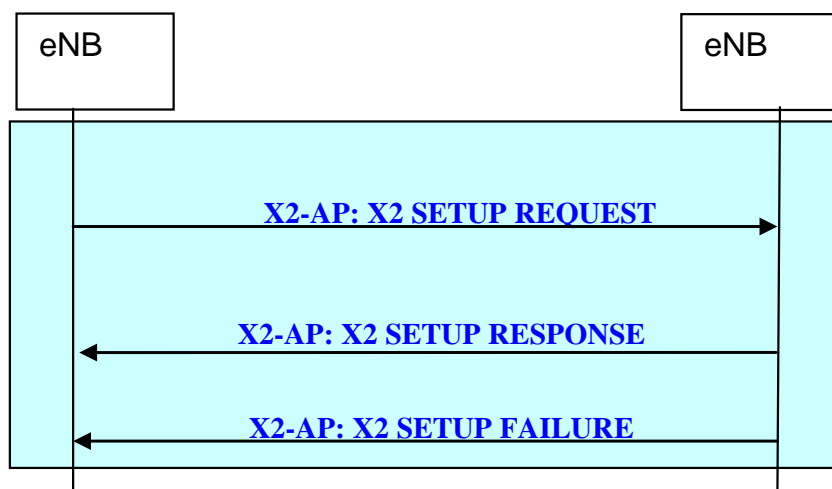 eNB
eNB
X2-AP: X2 SETUP REQUEST
X2-AP: X2 SETUP RESPONSE
X2-AP: X2 SETUP FAILURE